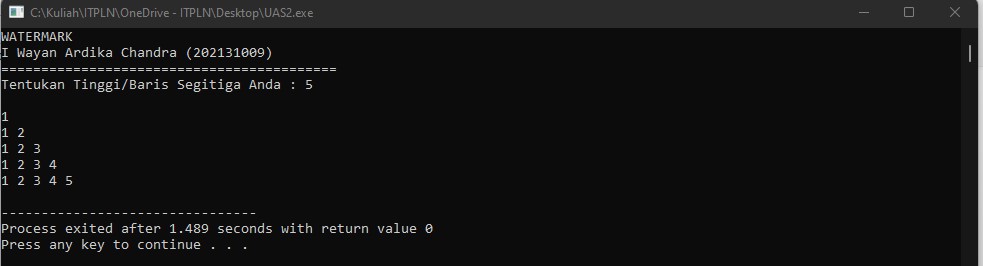 C:\Kuliah\ITPLN\OneDrive - ITPLN\Desktop\UAS2.exe
WATERMARK
I Wayan Ardika Chandra (202131009)
==========================================
Tentukan Tinggi/Baris Segitiga Anda : 5
1
1 2
1 2 3
1 2 3 4
1 2 3 4 5
--------------------------------
Process exited after 1.489 seconds with return value 0
Press any key to continue . . .